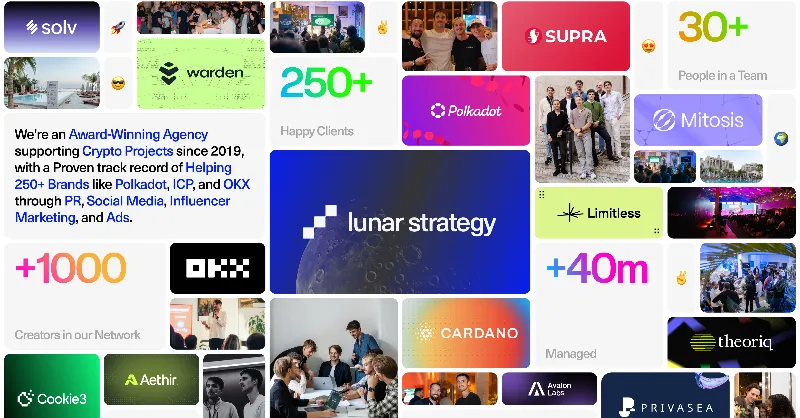 solv
warden
250+
Happy Clients
SUPRA
30+
People in a Team
Polkadot
Mitosis
We're an Award-Winning Agency
supporting Crypto Projects since 2019,
with a Proven track record of Helping
250+ Brands like Polkadot, ICP, and OKX
through PR, Social Media, Influencer
Marketing, and Ads.
lunar strategy
Limitless
+1000
Creators in our Network
OKX
+40m
Managed
CARDANO
theoriq
Cookie3
Aethir
Avalon
Labs
PRIVASEA